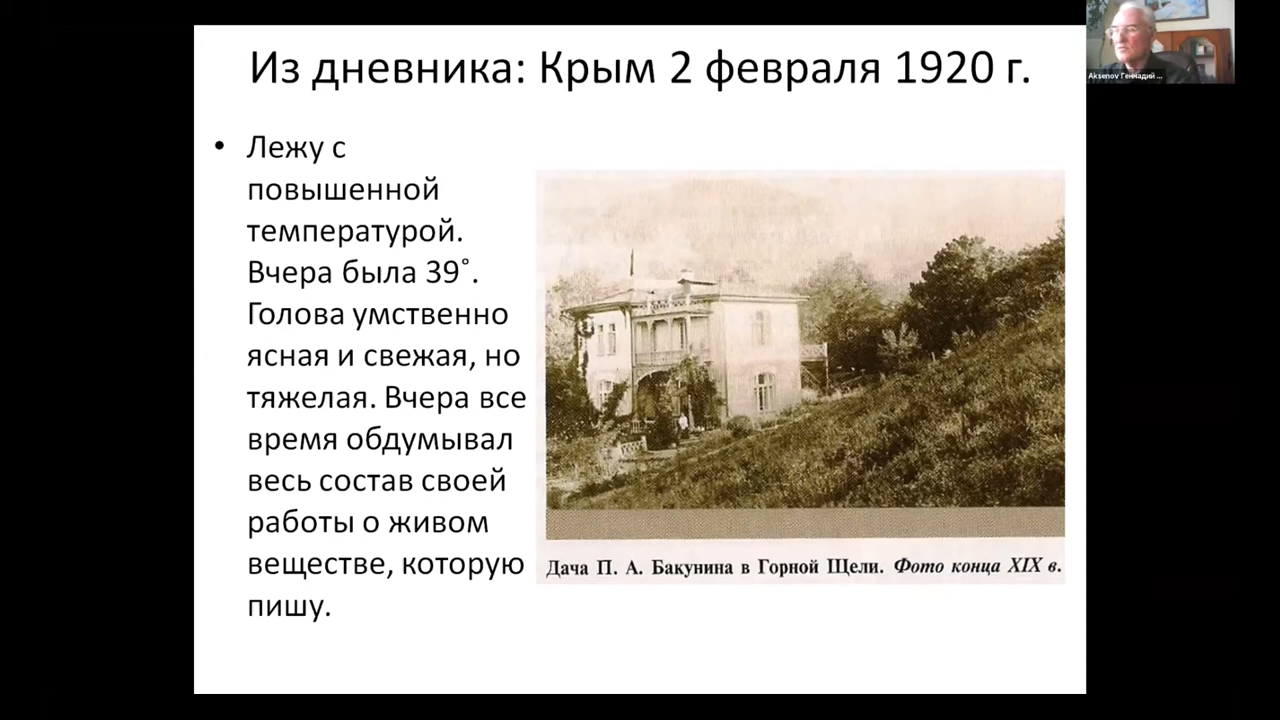 Из дневника: Крым 2 февраля 1920 г.
• Лежу с
повышенной
температурой.
Вчера была 39˚.
Голова умственно
ясная и свежая, но
тяжелая. Вчера все
время обдумывал
весь состав своей
работы о живом
веществе, которую
пишу.
Дача П. А. Бакунина в Горной Щели. Фото конца XIX в.
Aksenov Геннадий ...